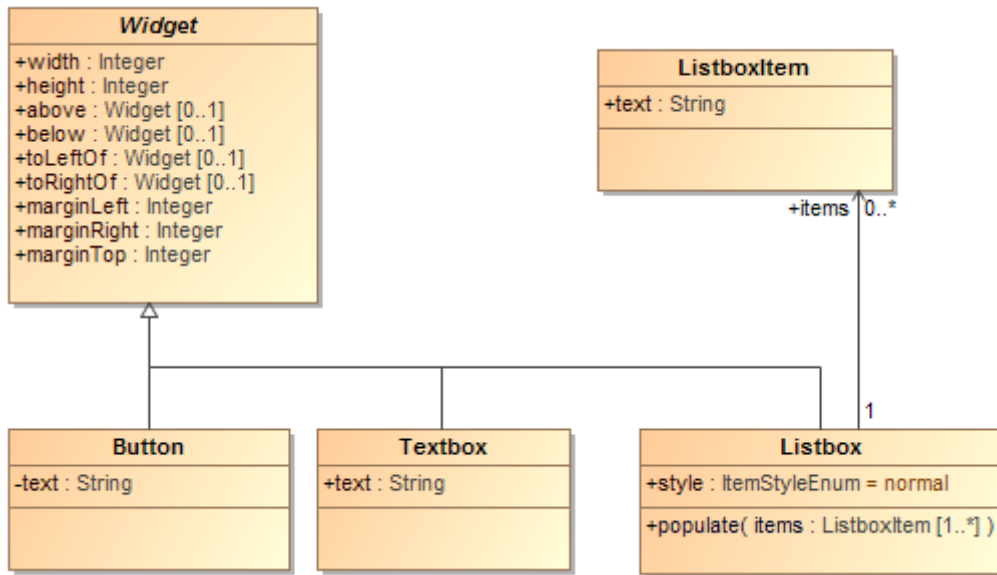 Widget
+width : Integer
+height : Integer
+above : Widget [0..1]
+below : Widget [0..1]
+toLeftOf : Widget [0..1]
+toRightOf : Widget [0..1]
+marginLeft : Integer
+marginRight : Integer
+marginTop : Integer
ListboxItem
+text : String
+items 0..*
1
Button
-text : String
Textbox
+text : String
Listbox
+style : ItemStyleEnum = normal
+populate( items : ListboxItem [1..*] )